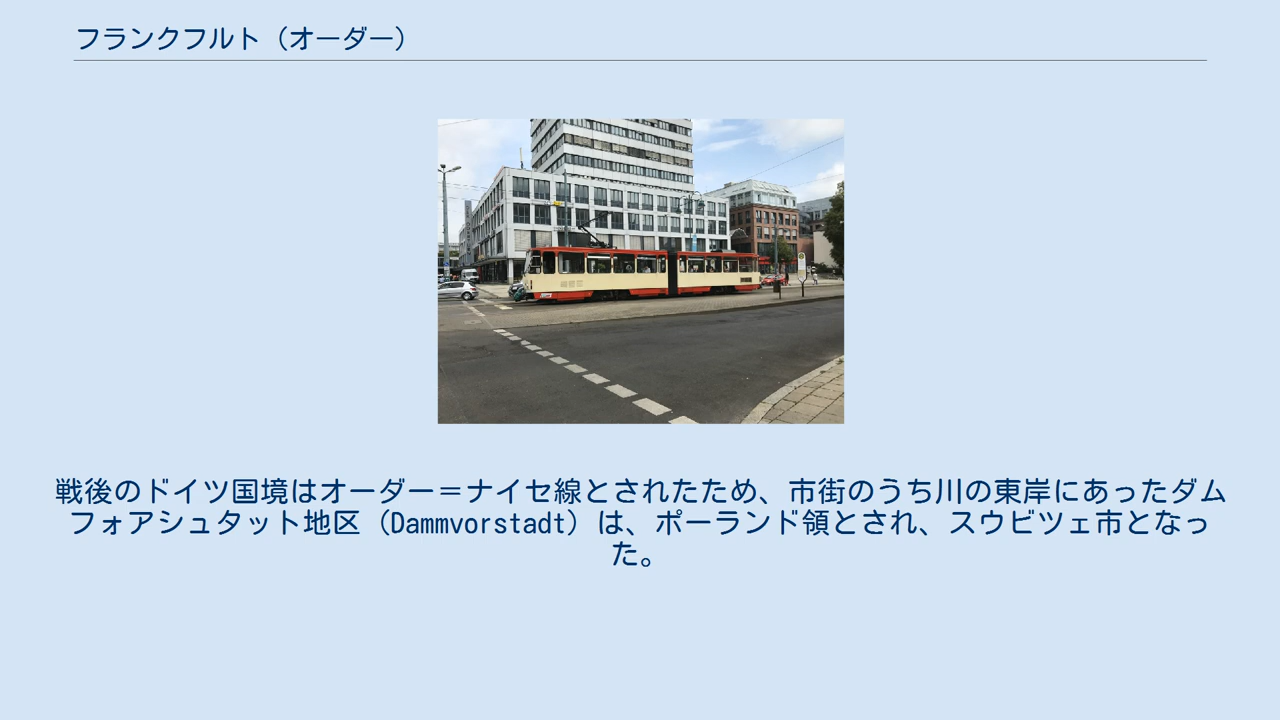 フランクフルト（オーダー）
戦後のドイツ国境はオーダー＝ナイセ線とされたため、市街のうち川の東岸にあったダム
フォアシュタット地区（Dammvorstadt）は、ポーランド領とされ、スウビツェ市となっ
た。